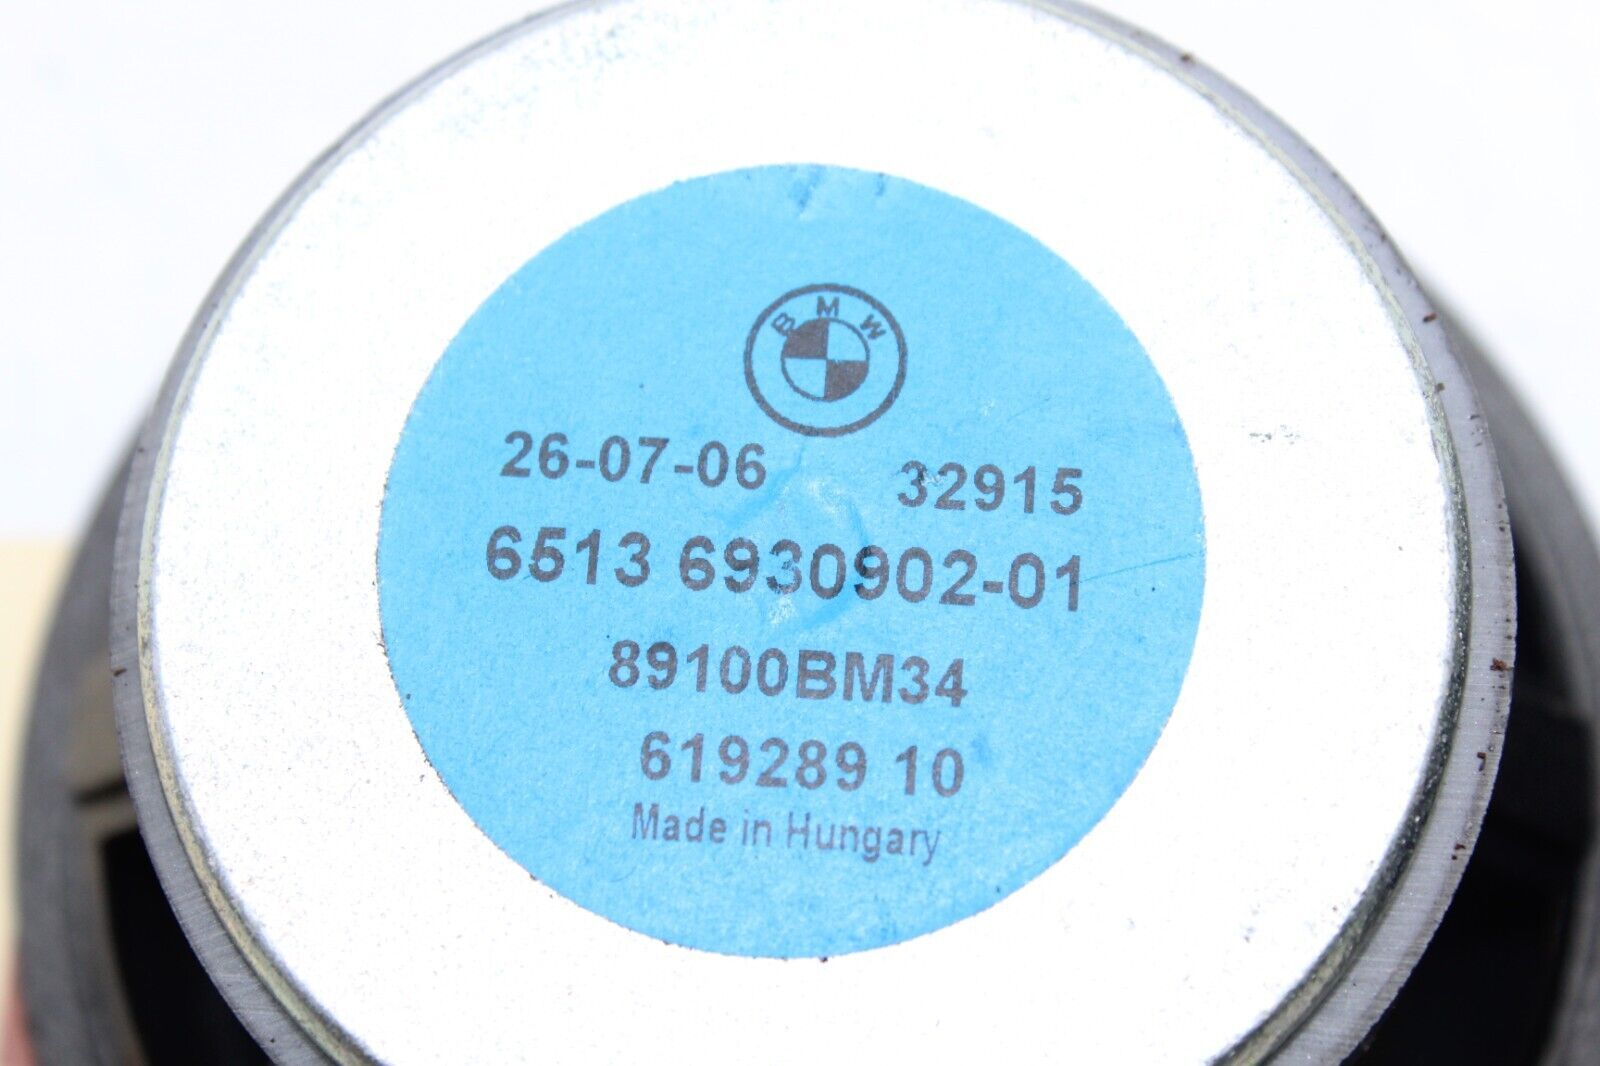 BMW
26-07-06 32915
6513 6930902-01
89100BM34
619289 10
Made in Hungary